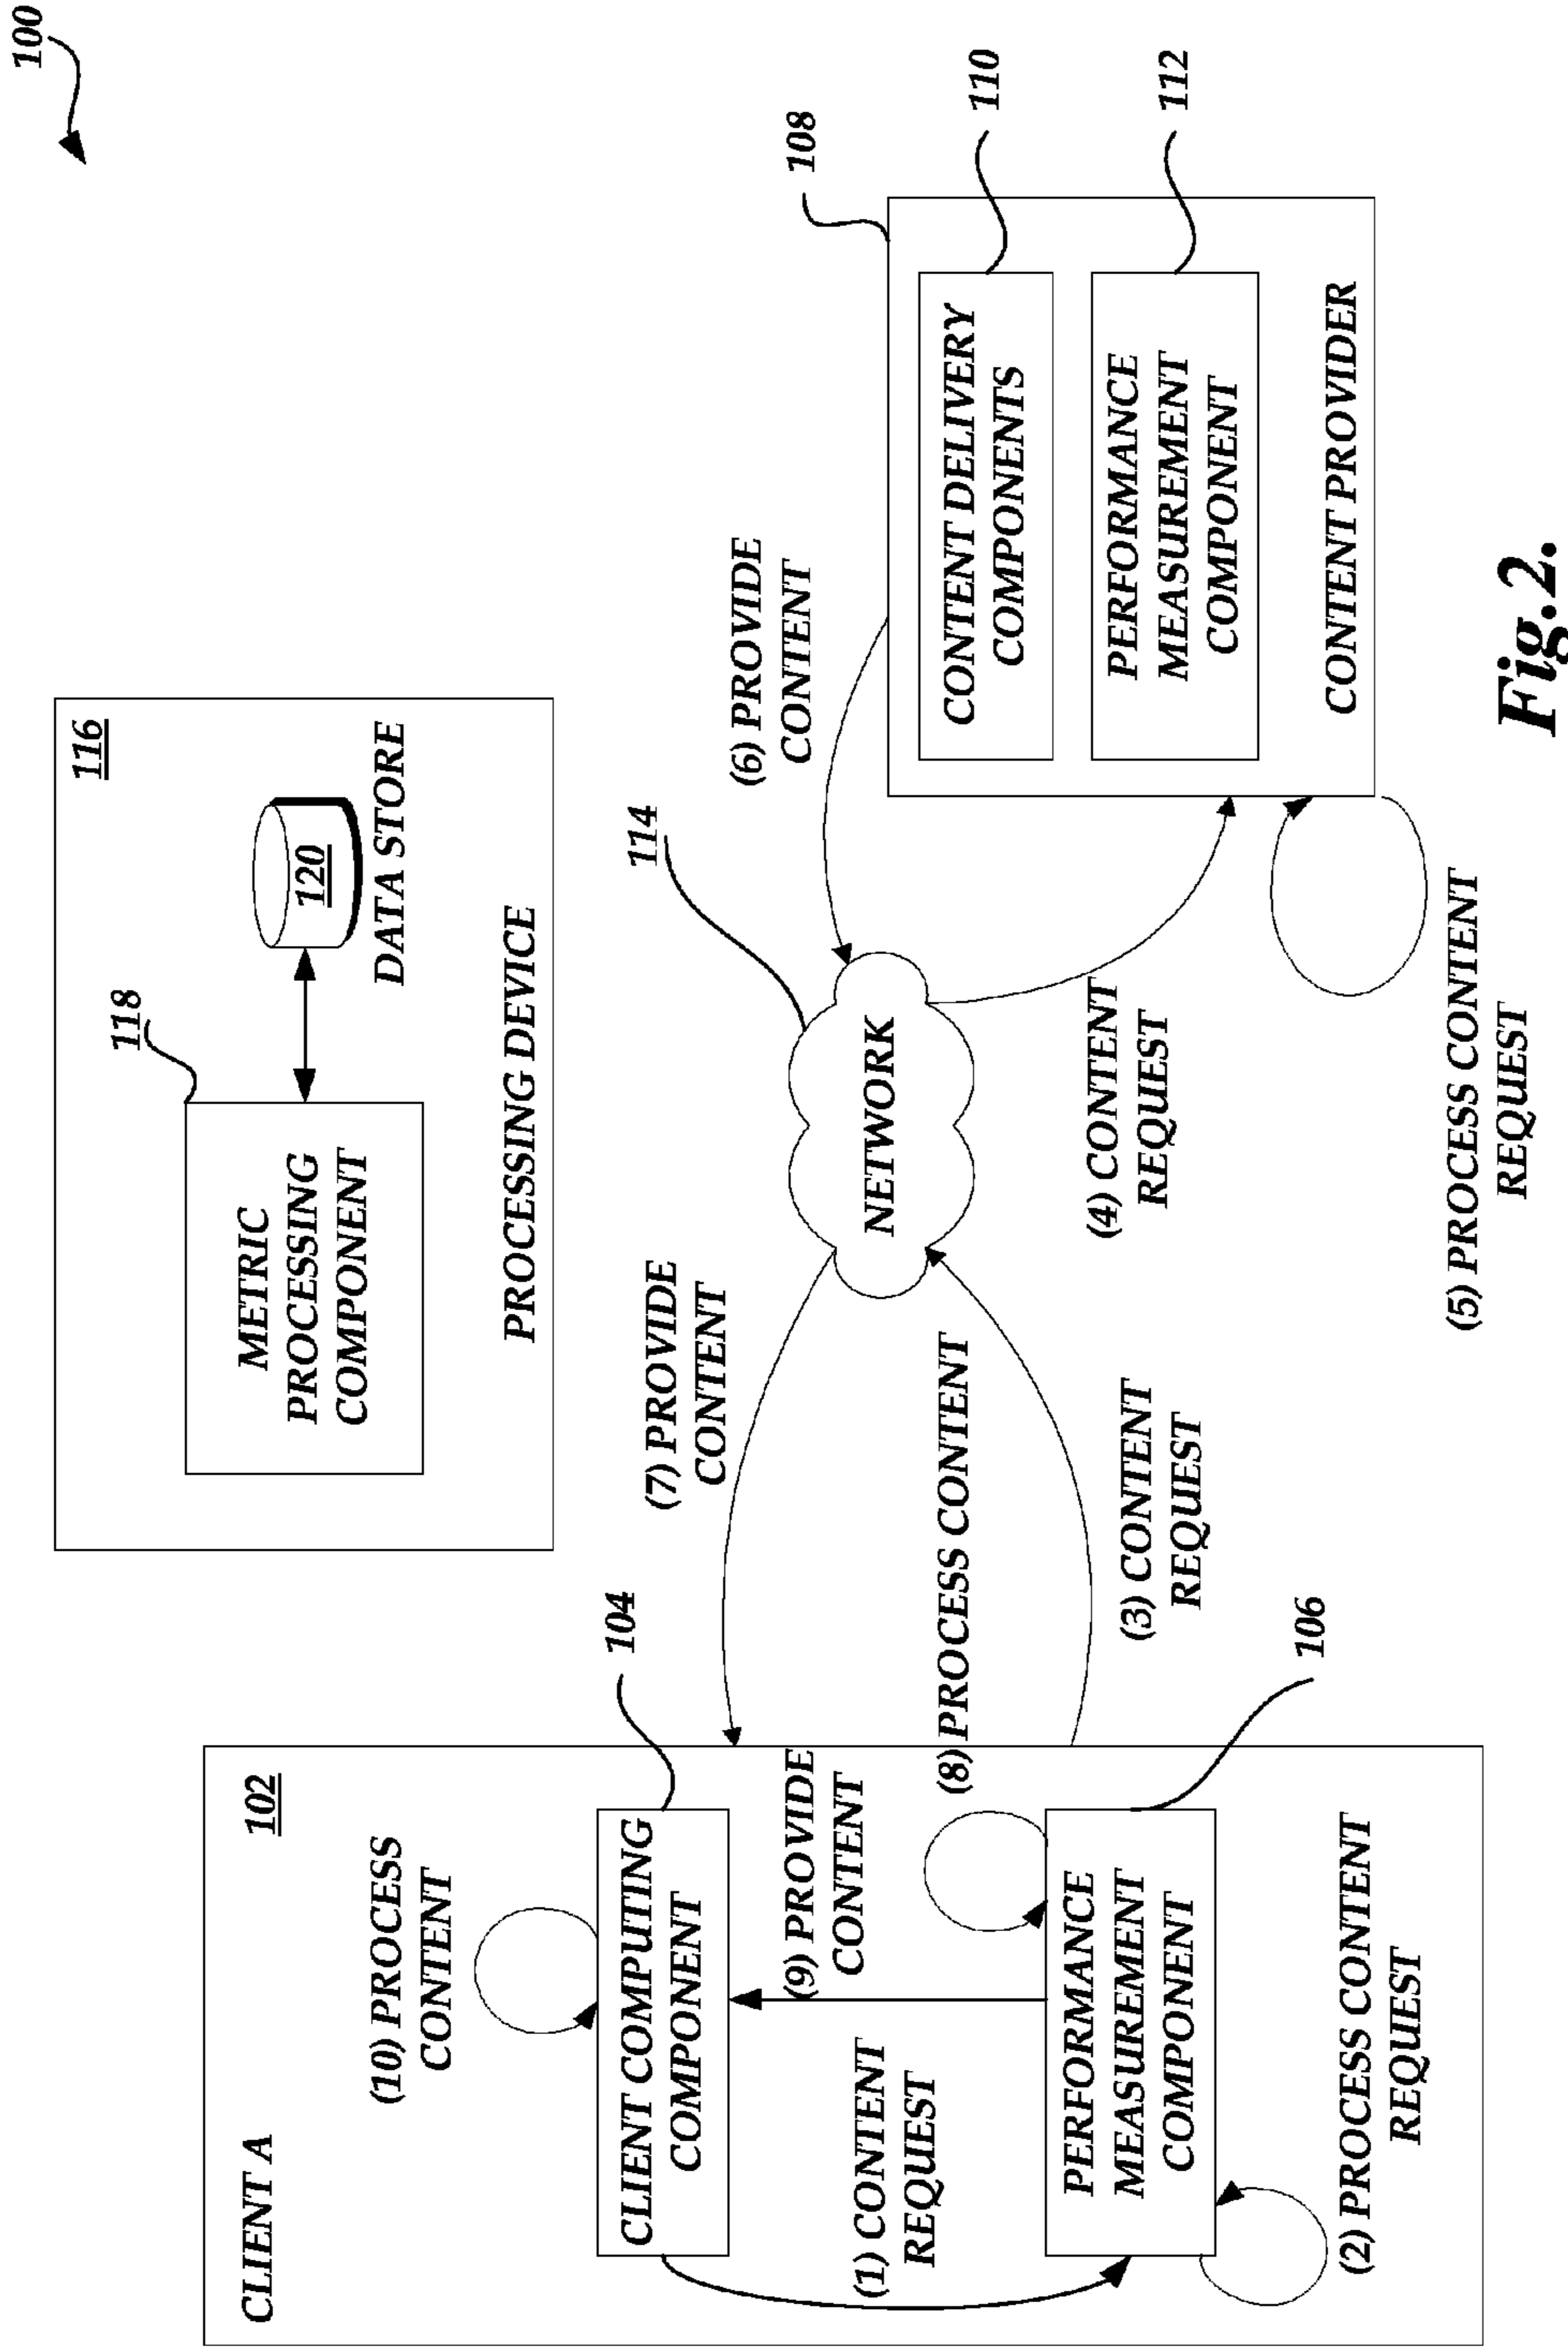 100
116
118
METRIC
PROCESSING
COMPONENT
120
DATA STORE
PROCESSING DEVICE
CLIENT A
102
(10) PROCESS
CONTENT
104
CLIENT COMPUTING
COMPONENT
(9) PROVIDE
CONTENT
(1) CONTENT
REQUEST
(8) PROCESS CONTENT
PERFORMANCE
MEASUREMENT
COMPONENT
106
(2) PROCESS CONTENT
REQUEST
(7) PROVIDE
CONTENT
(3) CONTENT
REQUEST
114
NETWORK
(6) PROVIDE
CONTENT
(4) CONTENT
REQUEST
(5) PROCESS CONTENT
REQUEST
108
110
CONTENT DELIVERY
COMPONENTS
112
PERFORMANCE
MEASUREMENT
COMPONENT
CONTENT PROVIDER
Fig.2.